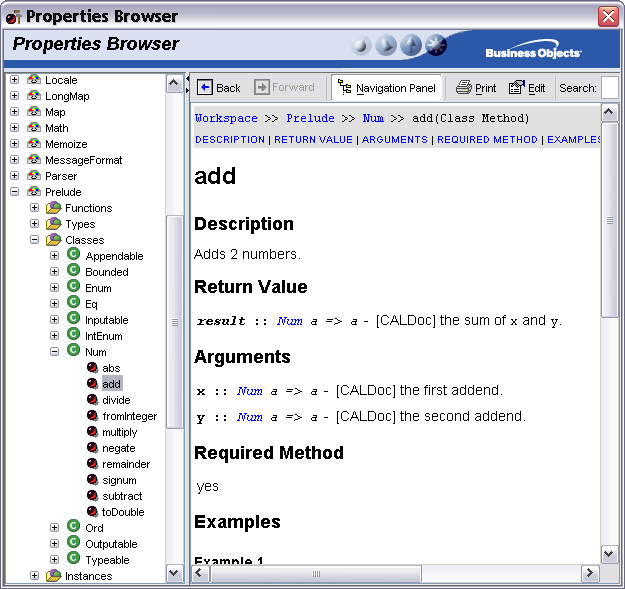 Properties Browser
Properties Browser
Business Objects
Locale
LongMap
Map
Math
Memoize
MessageFormat
Parser
Prelude
Functions
Types
Classes
Appendable
Bounded
Enum
Eq
Inputable
IntEnum
Num
abs
add
divide
fromInteger
multiply
negate
remainder
signum
subtract
toDouble
Ord
Outputable
Typeable
Instances
Back Forward Navigation Panel Print Edit Search:
Workspace >> Prelude >> Num >> add(Class Method)
DESCRIPTION | RETURN VALUE | ARGUMENTS | REQUIRED METHOD | EXAMPLES
add
Description
Adds 2 numbers.
Return Value
result :: Num a => a - [CALDoc] the sum of x and y.
Arguments
x :: Num a => a - [CALDoc] the first addend.
y :: Num a => a - [CALDoc] the second addend.
Required Method
yes
Examples
Example 1